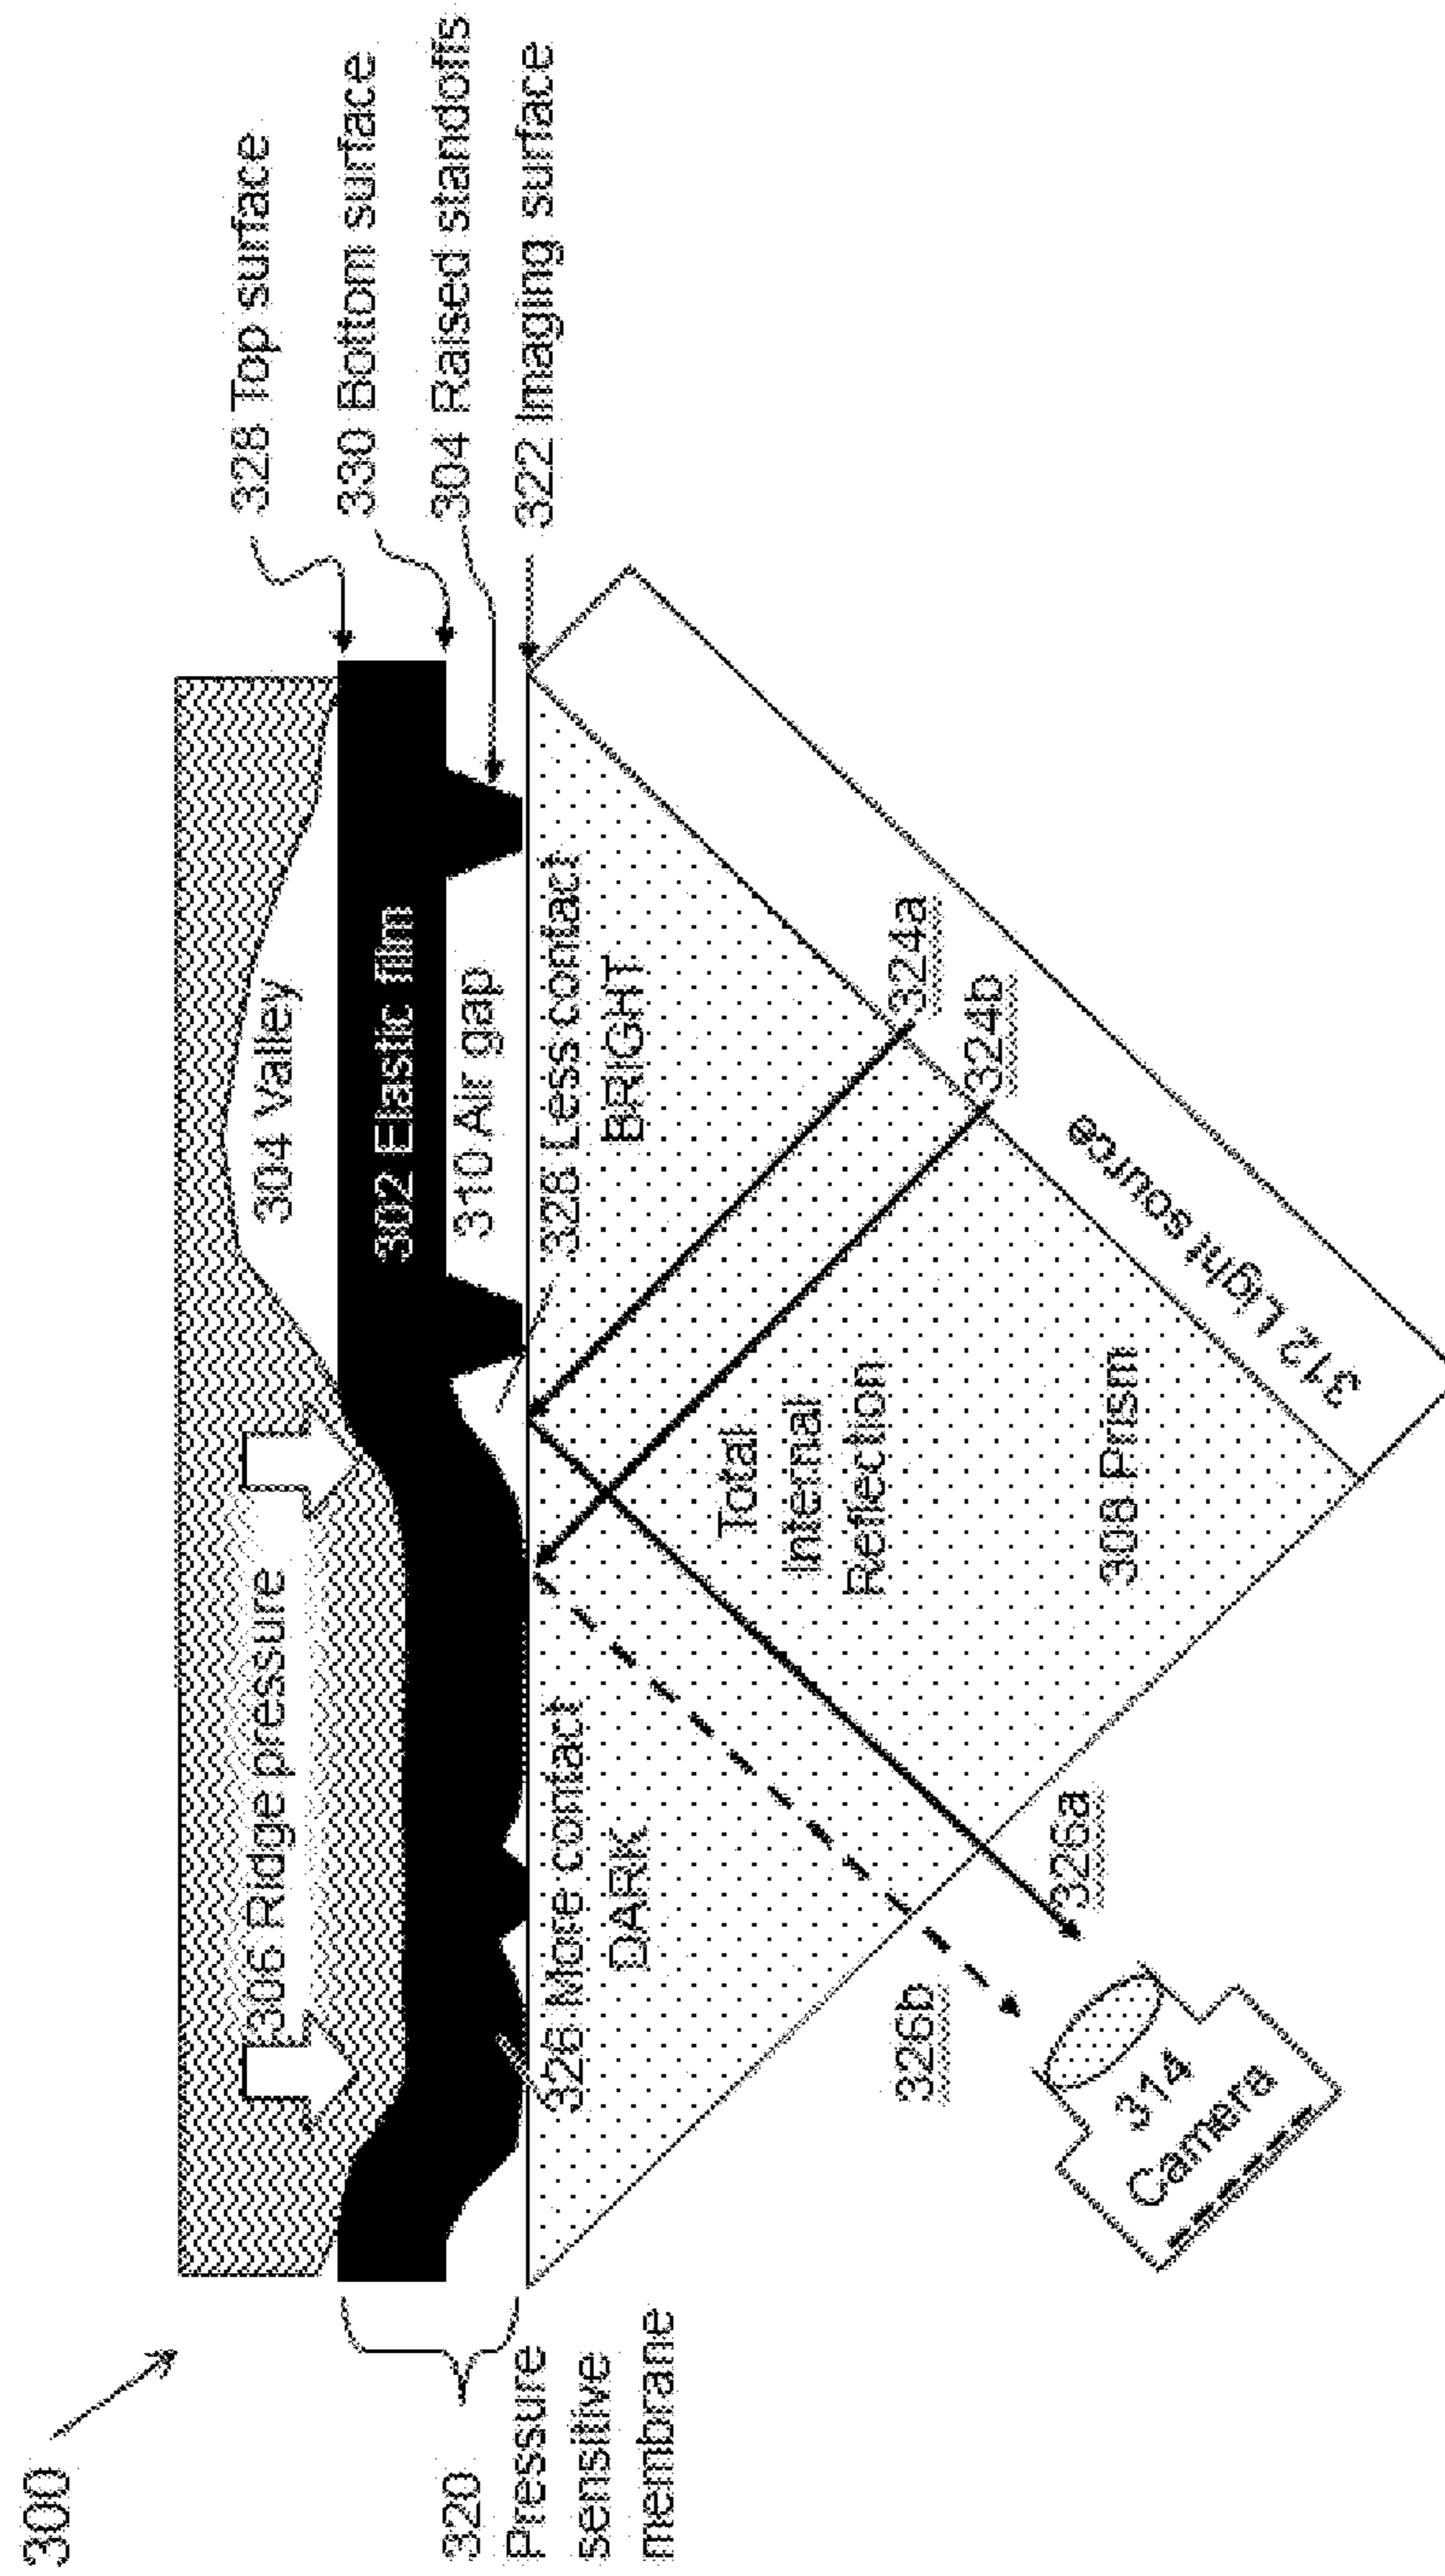 300
328 Top surface
330 Bottom surface
304 Raised standoffs
322 Imaging surface
306 Ridge pressure
304 Valley
302 Elastic film
310 Air gap
320
Pressure
sensitive
membrane
326 More contact
DARK
328 Less contact
BRIGHT
Total
Internal
Reflection
324a
324b
308 Prism
312 Light source
326b
326a
314
Camera